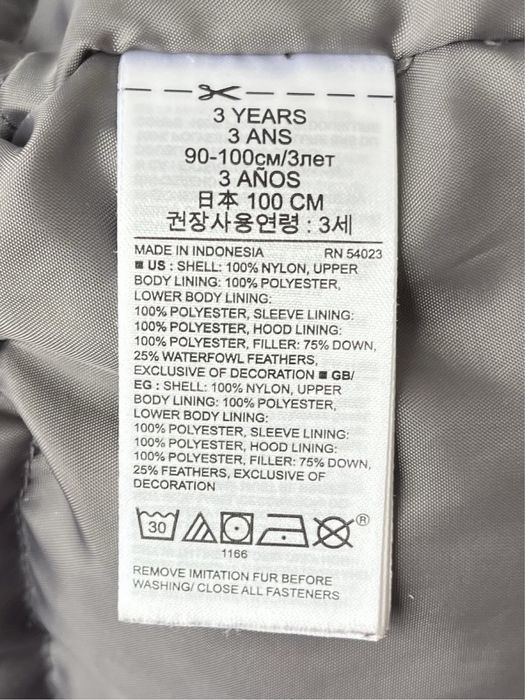 3 YEARS
3 ANS
90-100см/3лет
3 AÑOS
日本 100 CM
권장사용연령 : 3세
MADE IN INDONESIA RN 54023
■ US : SHELL: 100% NYLON, UPPER
BODY LINING: 100% POLYESTER,
LOWER BODY LINING:
100% POLYESTER, SLEEVE LINING:
100% POLYESTER, HOOD LINING:
100% POLYESTER, FILLER: 75% DOWN,
25% WATERFOWL FEATHERS,
EXCLUSIVE OF DECORATION ■ GB/
EG : SHELL: 100% NYLON, UPPER
BODY LINING: 100% POLYESTER,
LOWER BODY LINING:
100% POLYESTER, SLEEVE LINING:
100% POLYESTER, HOOD LINING:
100% POLYESTER, FILLER: 75% DOWN,
25% FEATHERS, EXCLUSIVE OF
DECORATION
30 ®
1166
REMOVE IMITATION FUR BEFORE
WASHING/ CLOSE ALL FASTENERS